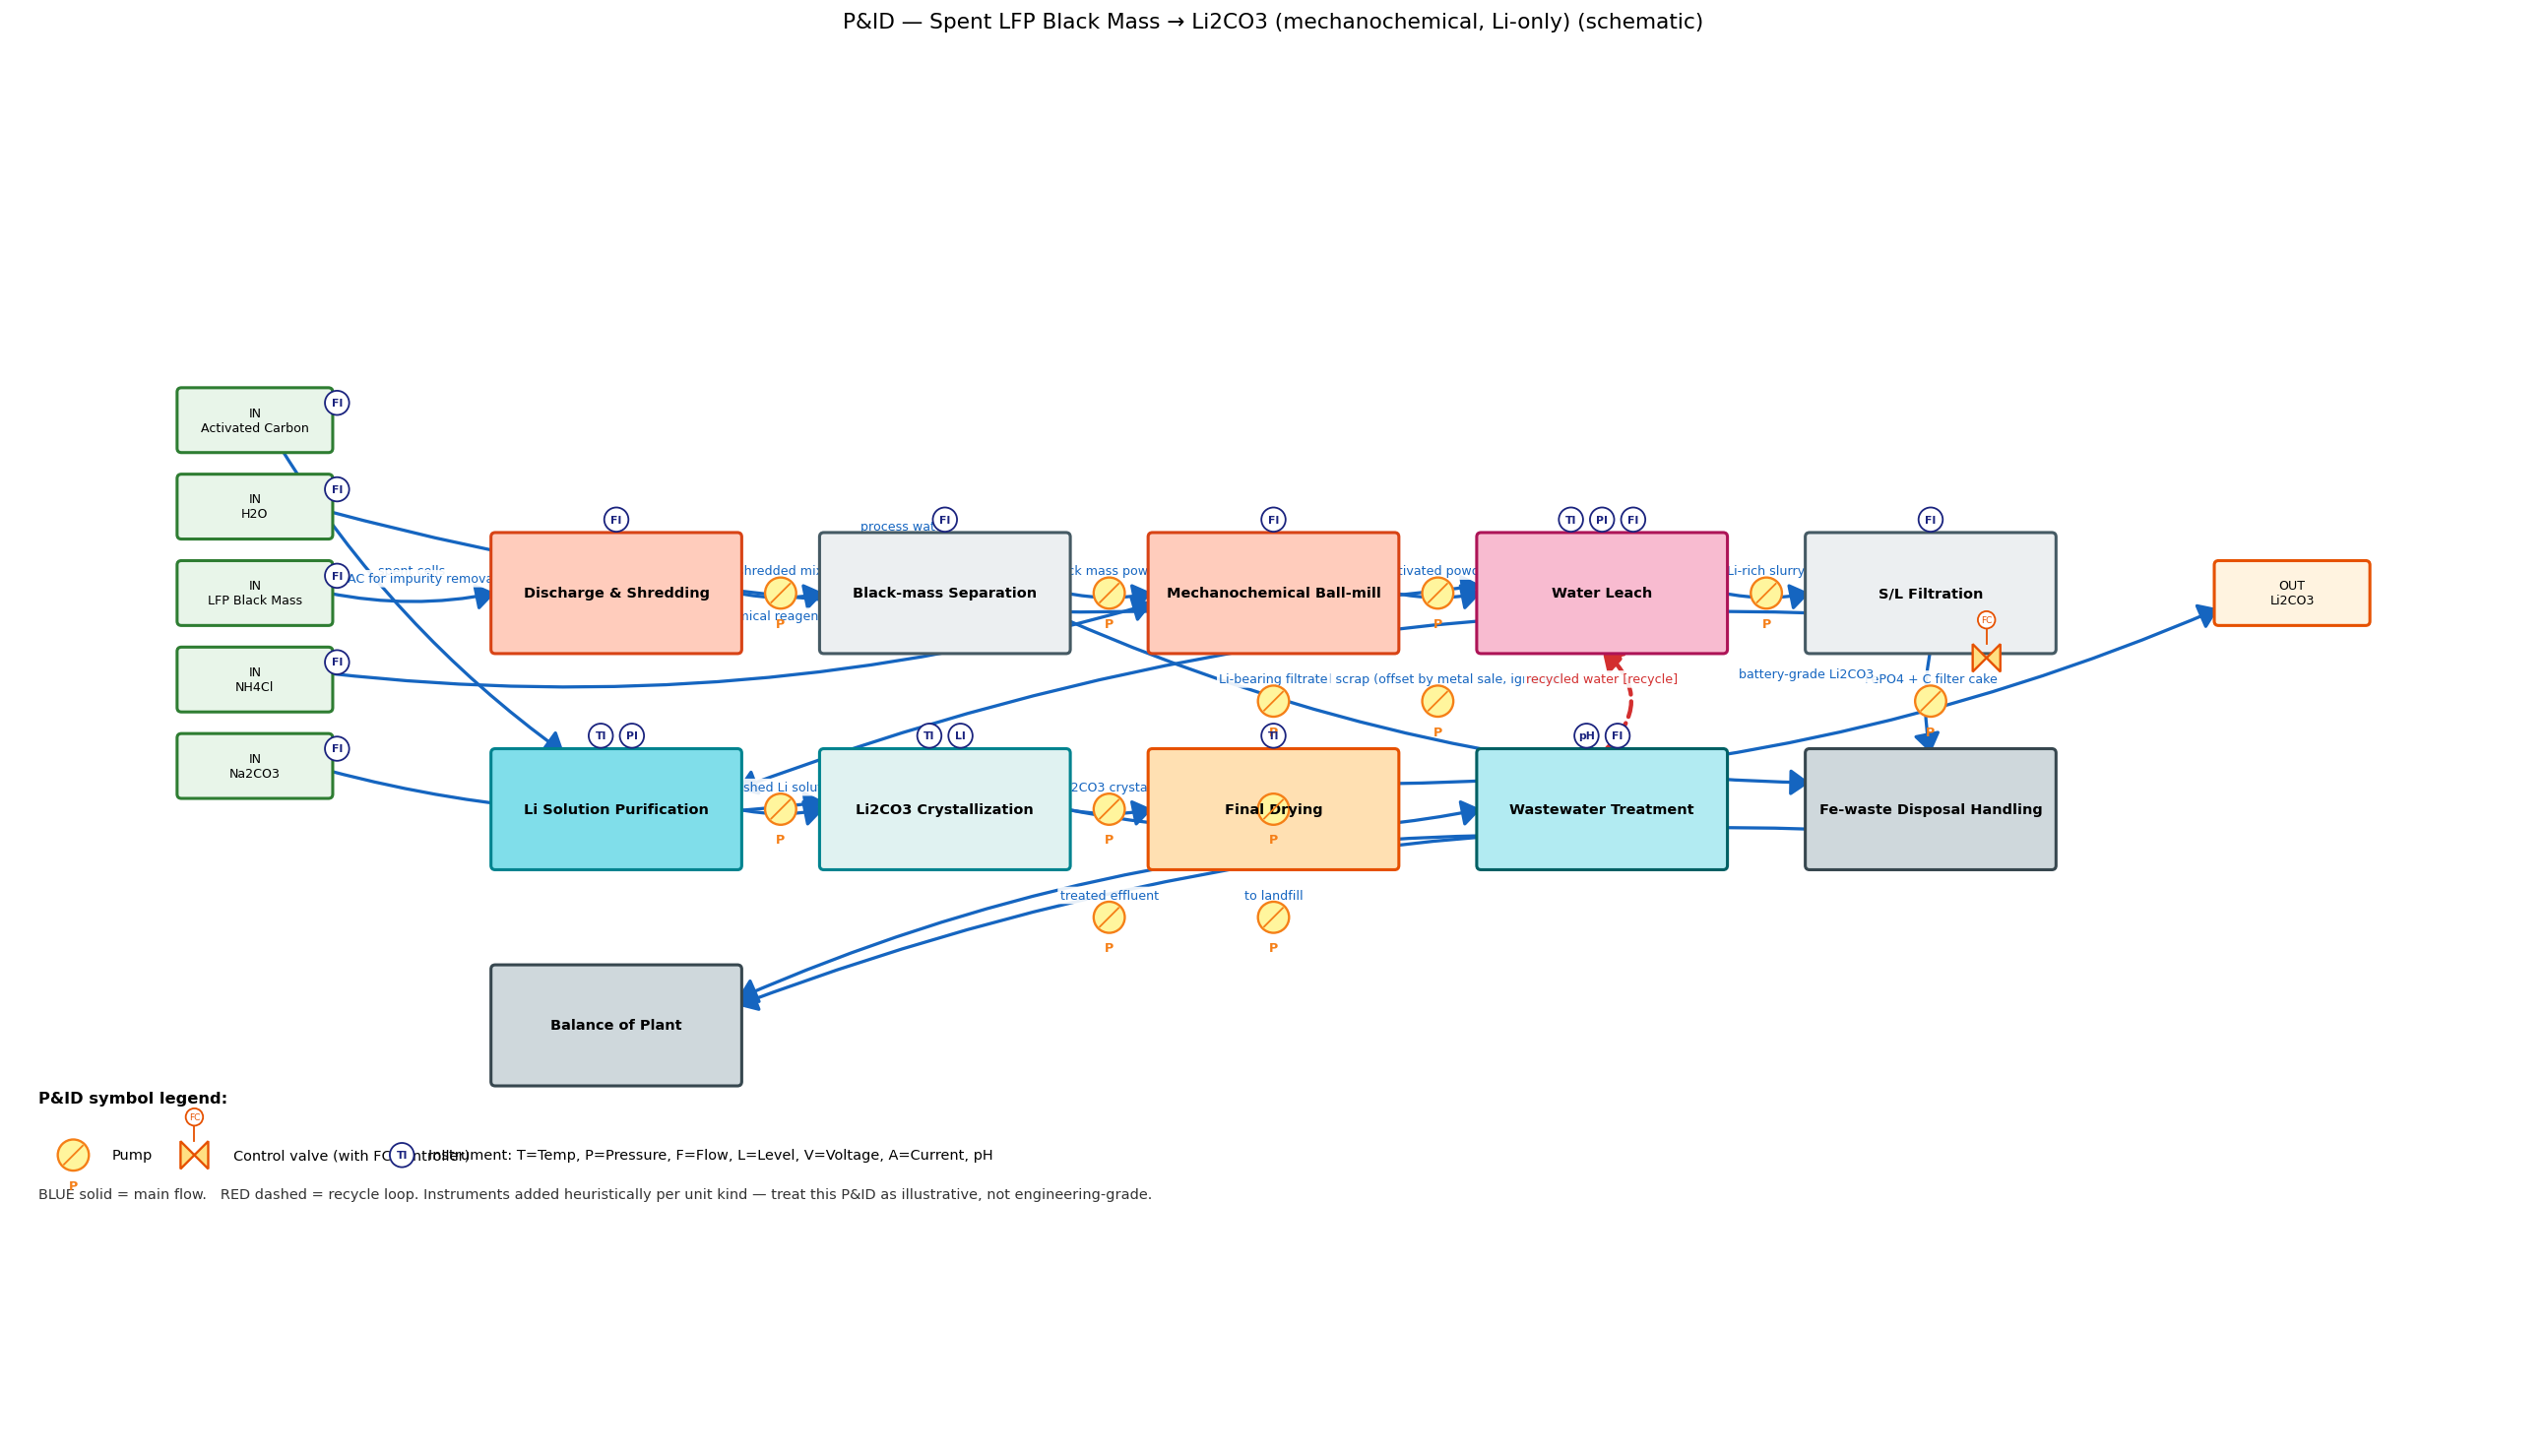 P&ID — Spent LFP Black Mass → Li2CO3 (mechanochemical, Li-only) (schematic)
IN
Activated Carbon
FI
IN
H2O
FI
IN
LFP Black Mass
FI
IN
NH4Cl
FI
IN
Na2CO3
FI
spent cells
AC for impurity remova
process wat
FI
FI
FI
TI
PI
FI
FI
Discharge & Shredding
Black-mass Separation
Mechanochemical Ball-mill
Water Leach
S/L Filtration
OUT
Li2CO3
hredded mix
ck mass pow
tivated powd
Li-rich slurry
nical reagen
P
P
P
P
FC
Li-bearing filtrate
l scrap (offset by metal sale, ig
recycled water [recycle]
battery-grade Li2CO3
ePO4 + C filter cake
P
P
P
TI
PI
TI
LI
TI
pH
FI
Li Solution Purification
Li2CO3 Crystallization
Final Drying
Wastewater Treatment
Fe-waste Disposal Handling
shed Li solu
2CO3 crysta
P
P
P
treated effluent
to landfill
P
P
Balance of Plant
P&ID symbol legend:
FC
P
Pump
Control valve (with FC controller)
TI
Instrument: T=Temp, P=Pressure, F=Flow, L=Level, V=Voltage, A=Current, pH
BLUE solid = main flow. RED dashed = recycle loop. Instruments added heuristically per unit kind — treat this P&ID as illustrative, not engineering-grade.